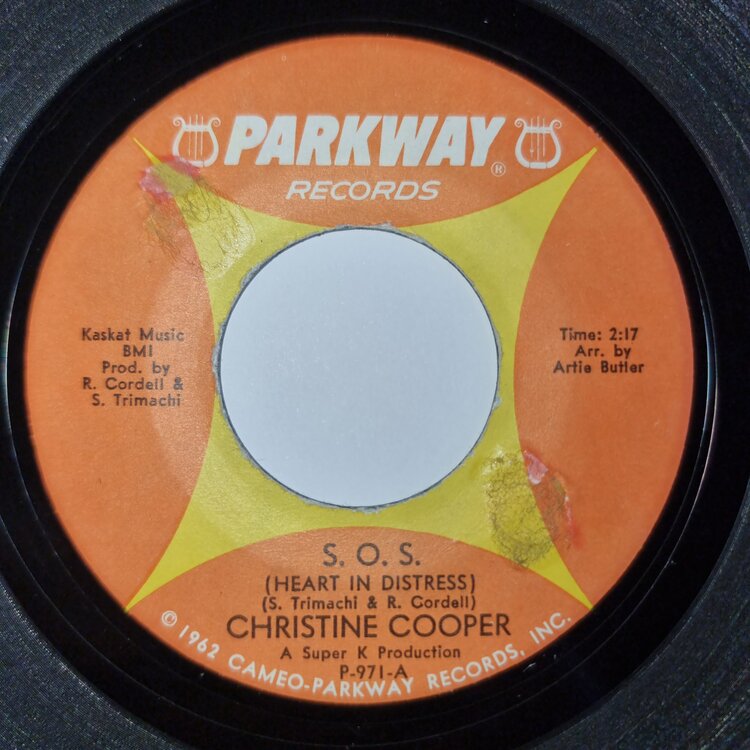 PARKWAY®
RECORDS
Kaskat Music
BMI
Prod. by
R. Cordell &
S. Trimachi
Time: 2:17
Arr. by
Artie Butler
S. O. S.
(HEART IN DISTRESS)
(S. Trimachi & R. Cordell)
CHRISTINE COOPER
A Super K Production
P-971-A
© 1962 CAMEO-PARKWAY RECORDS, INC.